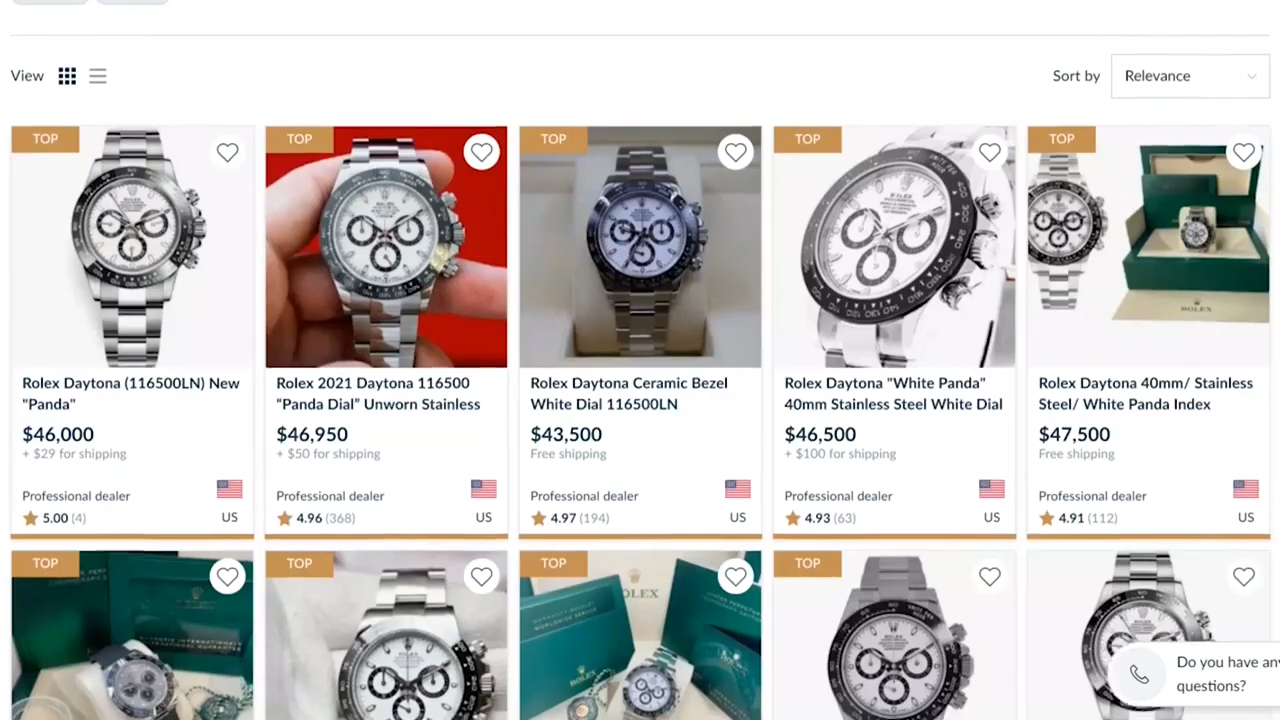 View
Sort by
Relevance
TOP
TOP
TOP
TOP
TOP
Rolex Daytona (116500LN) New
"Panda"
$46,000
+ $29 for shipping
Professional dealer
5.00 (4)
US
Rolex 2021 Daytona 116500
"Panda Dial" Unworn Stainless
$46,950
+ $50 for shipping
Professional dealer
4.96 (368)
US
Rolex Daytona Ceramic Bezel
White Dial 116500LN
$43,500
Free shipping
Professional dealer
4.97 (194)
US
Rolex Daytona "White Panda"
40mm Stainless Steel White Dial
$46,500
+ $100 for shipping
Professional dealer
4.93 (63)
US
Rolex Daytona 40mm/ Stainless
Steel/ White Panda Index
$47,500
Free shipping
Professional dealer
4.91 (112)
US
ROLEX
TOP
TOP
TOP
TOP
ROLEX
Do you have any
questions?